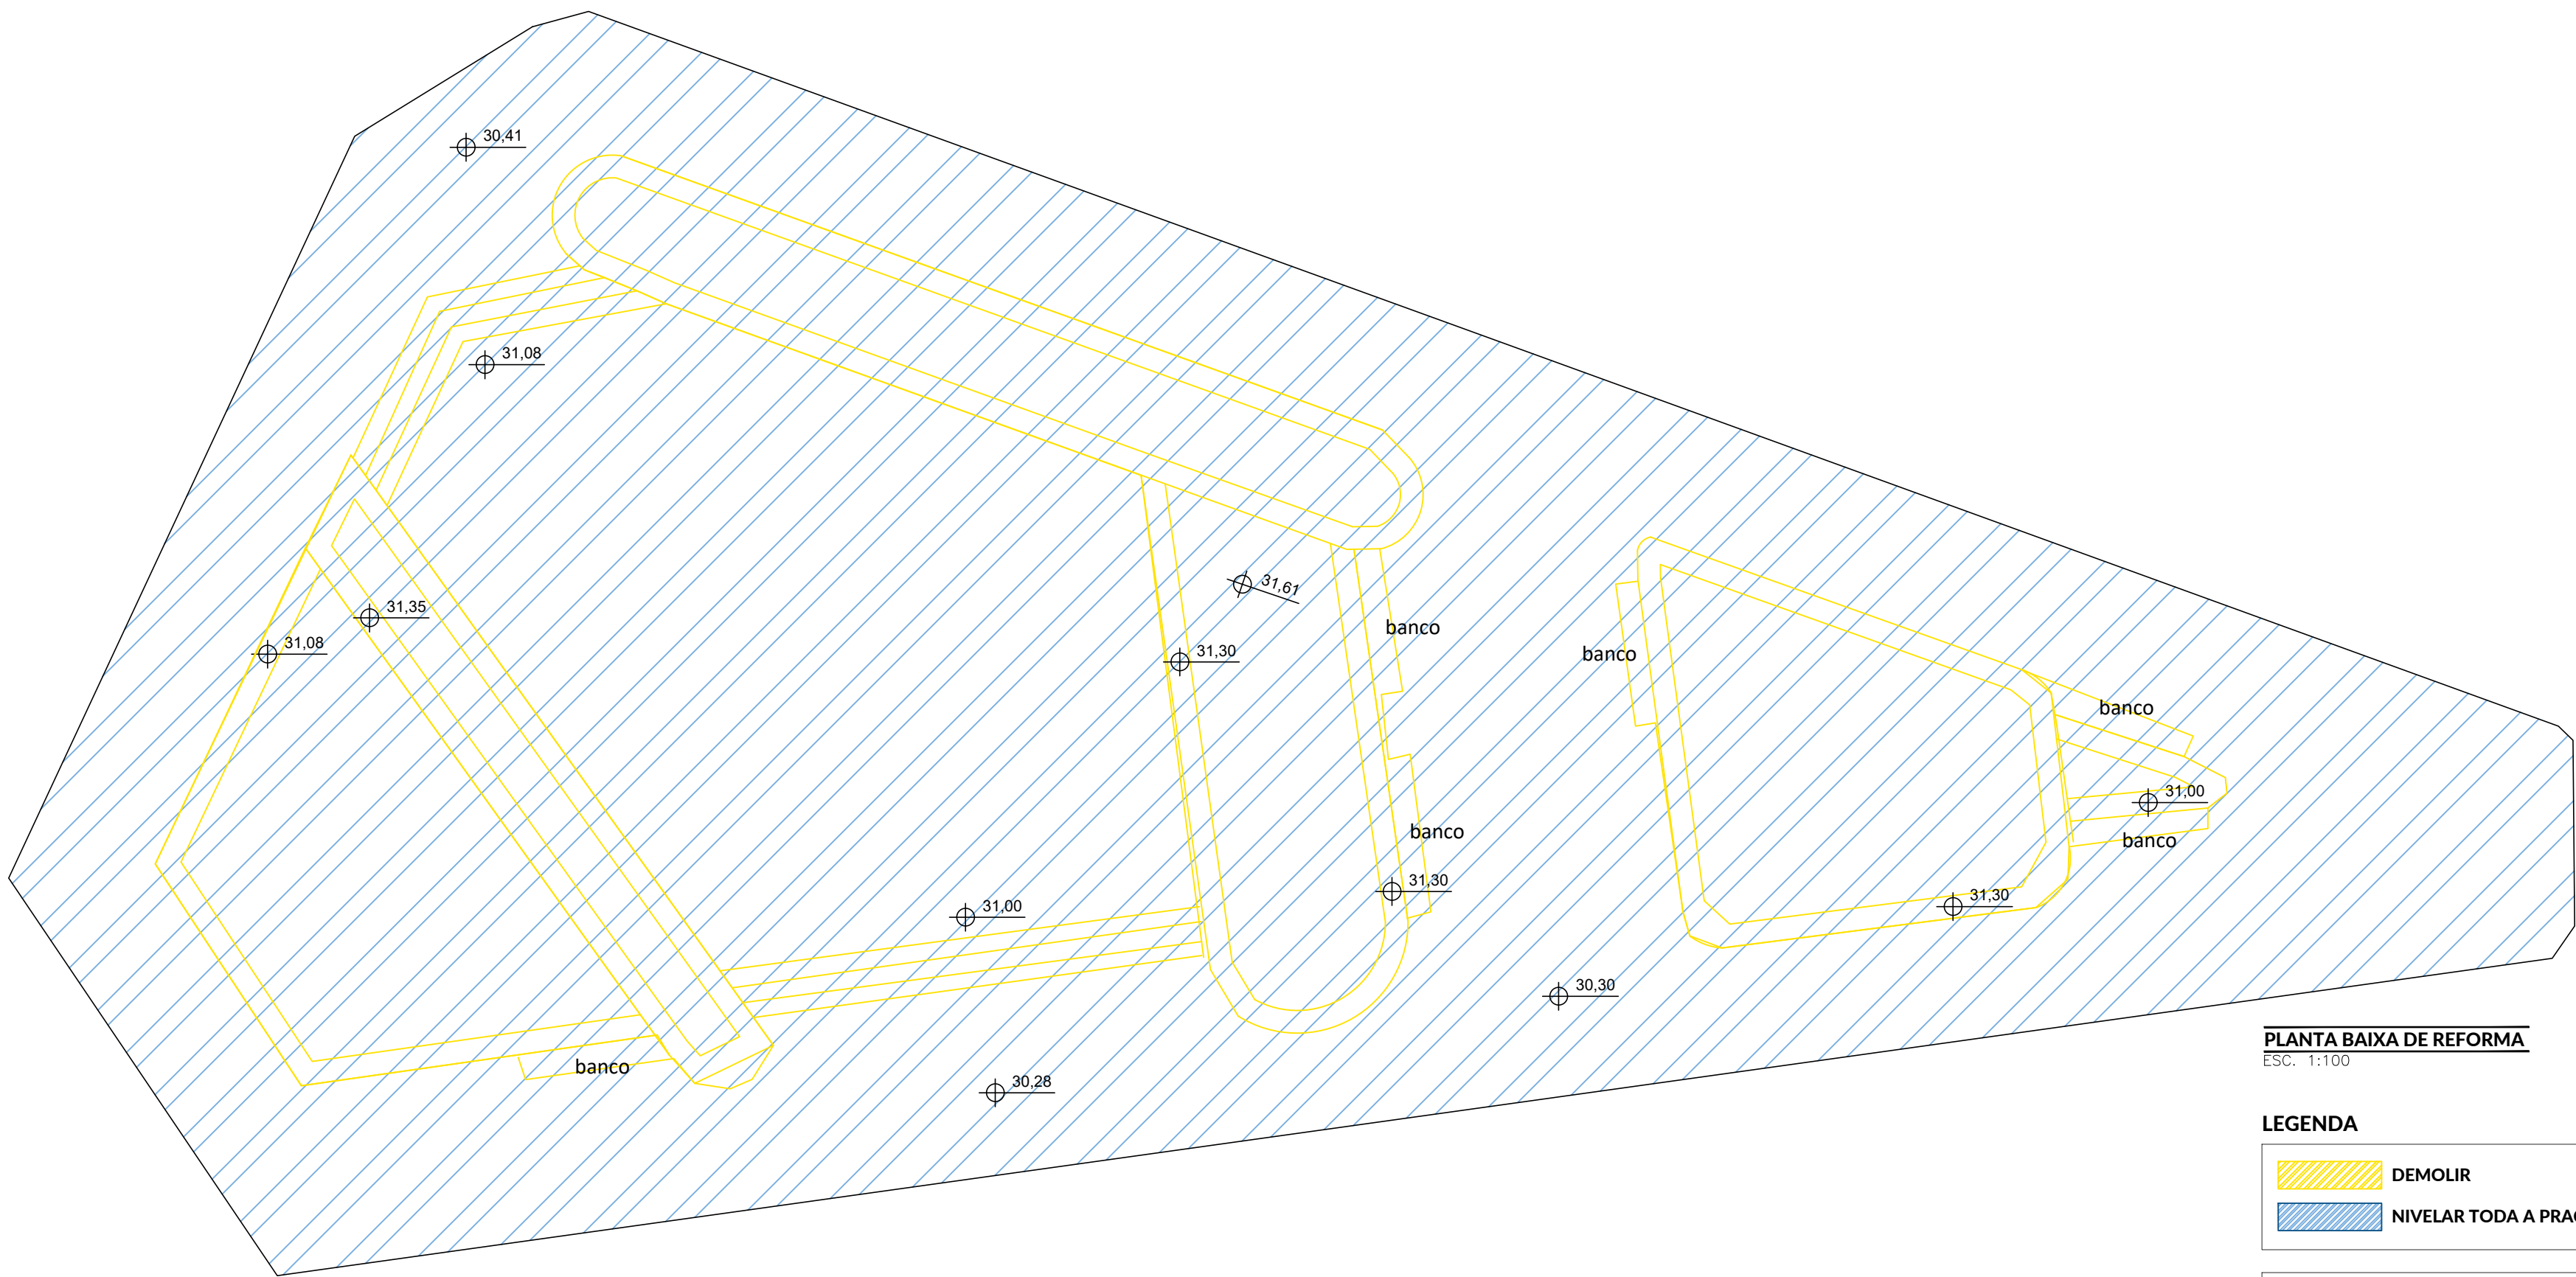 30,41
31,08
31,61
31,35
banco
31,08
31,30
banco
banco
31,00
banco
banco
31,30
31,00
31,30
30,30
banco
30,28
PLANTA BAIXA DE REFORMA
ESC. 1:100
LEGENDA
DEMOLIR
NIVELAR TODA A